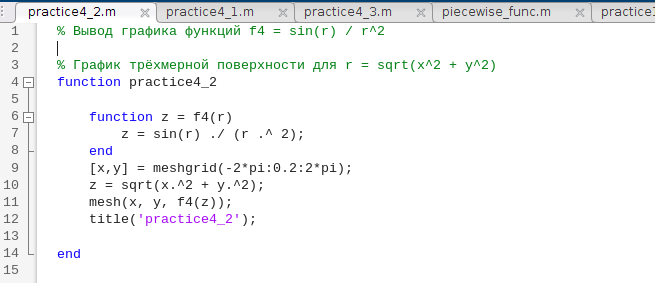 practice4_2.m practice4_1.m practice4_3.m piecewise_func.m practice
1 % Вывод графика функций f4 = sin(r) / r^2
2
3 % График трёхмерной поверхности для r = sqrt(x^2 + y^2)
4 function practice4_2
5
6 function z = f4(r)
7 z = sin(r) ./ (r .^ 2);
8 end
9 [x,y] = meshgrid(-2*pi:0.2:2*pi);
10 z = sqrt(x.^2 + y.^2);
11 mesh(x, y, f4(z));
12 title('practice4_2');
13
14 end
15